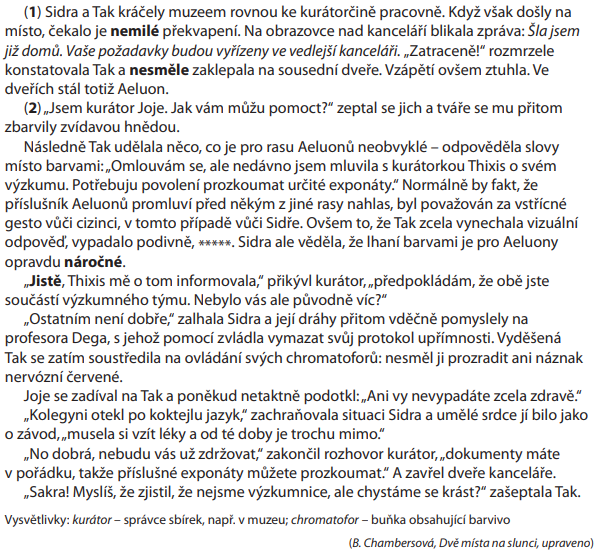 (1) Sidra a Tak kráčely muzeem rovnou ke kurátorčině pracovně. Když však došly na
místo, čekalo je nemilé překvapení. Na obrazovce nad kanceláří blikala zpráva: Šla jsem
již domů. Vaše požadavky budou vyřízeny ve vedlejší kanceláři. „Zatraceně!“ rozmrzele
konstatovala Tak a nesměle zaklepala na sousední dveře. Vzápětí ovšem ztuhla. Ve
dveřích stál totiž Aeluon.
(2) „Jsem kurátor Joje. Jak vám můžu pomoct?“ zeptal se jich a tváře se mu přitom
zbarvily zvídavou hnědou.
Následně Tak udělala něco, co je pro rasu Aeluonů neobvyklé – odpověděla slovy
místo barvami: „Omlouvám se, ale nedávno jsem mluvila s kurátorkou Thixis o svém
výzkumu. Potřebuju povolení prozkoumat určité exponáty.“ Normálně by fakt, že
příslušník Aeluonů promluví před někým z jiné rasy nahlas, byl považován za vstřícné
gesto vůči cizinci, v tomto případě vůči Sidře. Ovšem to, že Tak zcela vynechala vizuální
odpověď, vypadalo podivně, *****. Sidra ale věděla, že lhaní barvami je pro Aeluony
opravdu náročné.
„Jistě, Thixis mě o tom informovala,“ přikývl kurátor, „předpokládám, že obě jste
součástí výzkumného týmu. Nebylo vás ale původně víc?“
„Ostatním není dobře,“ zalhala Sidra a její dráhy přitom vděčně pomyslely na
profesora Dega, s jehož pomocí zvládla vymazat svůj protokol upřímnosti. Vyděšená
Tak se zatím soustředila na ovládání svých chromatoforů: nesměl ji prozradit ani náznak
nervózní červené.
Joje se zadíval na Tak a poněkud netaktně podotkl: „Ani vy nevypadáte zcela zdravě.“
„Kolegyni otekl po koktejlu jazyk,“ zachraňovala situaci Sidra a umělé srdce jí bilo jako
o závod, „musela si vzít léky a od té doby je trochu mimo.“
„No dobrá, nebudu vás už zdržovat,“ zakončil rozhovor kurátor, „dokumenty máte
v pořádku, takže příslušné exponáty můžete prozkoumat.“ A zavřel dveře kanceláře.
„Sakra! Myslíš, že zjistil, že nejsme výzkumnice, ale chystáme se krást?“ zašeptala Tak.
Vysvětlivky: kurátor – správce sbírek, např. v muzeu; chromatofor – buňka obsahující barvivo
(B. Chambersová, Dvě místa na slunci, upraveno)